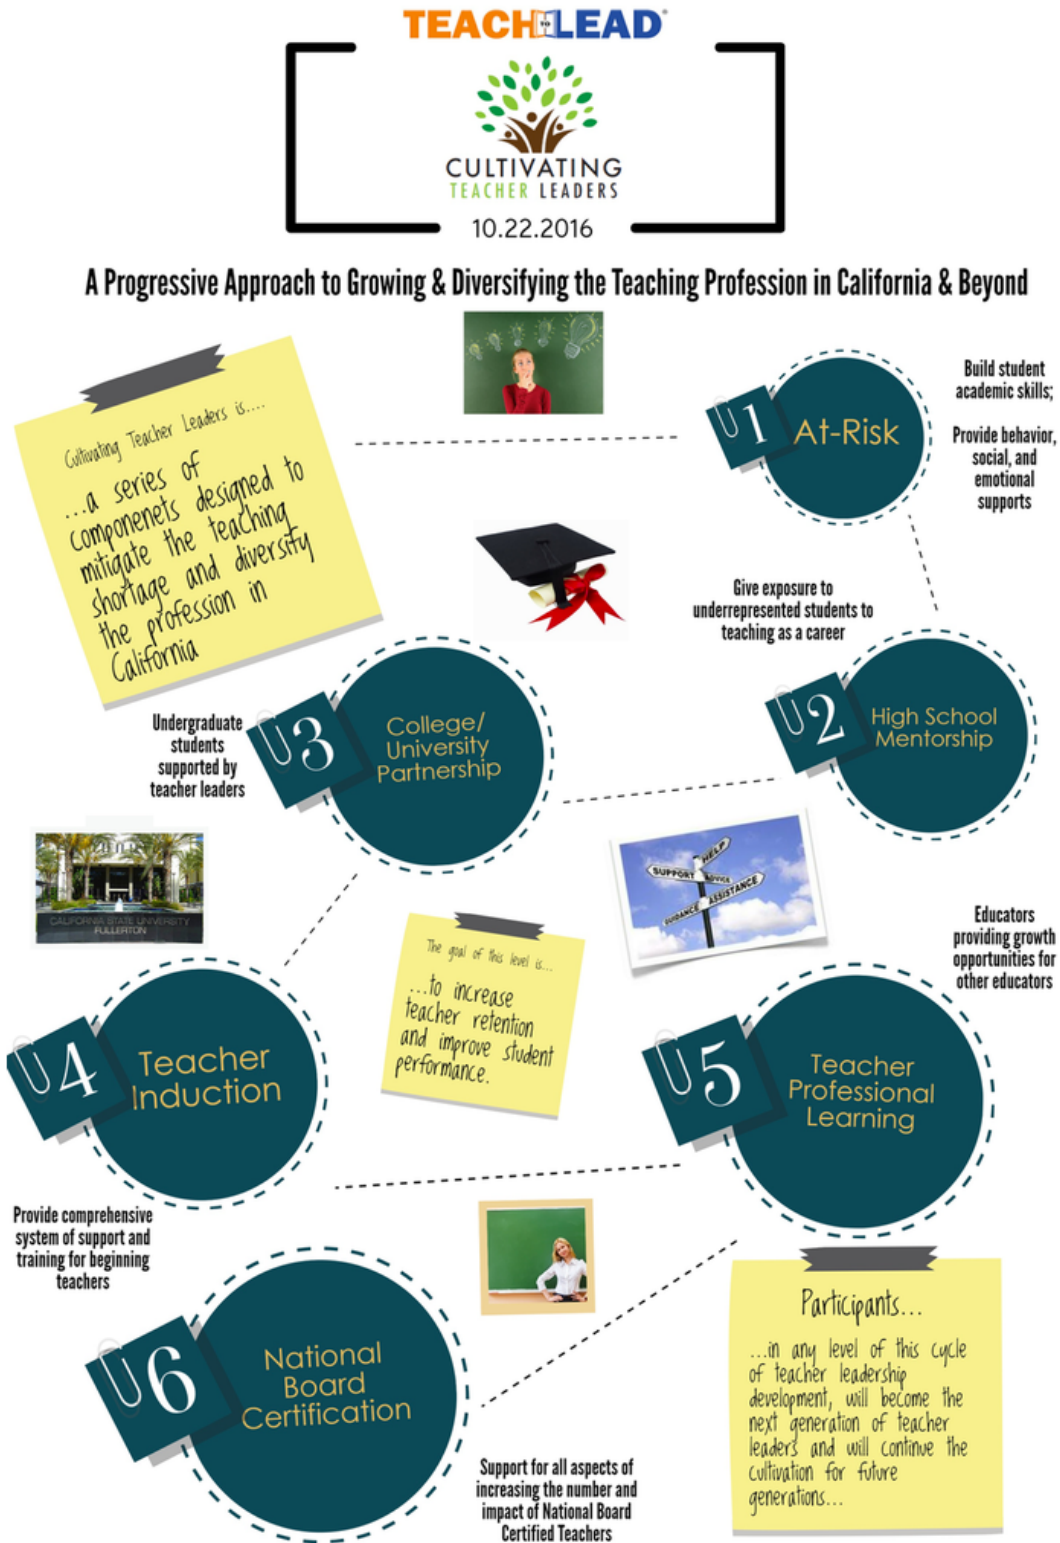 TEACH TO LEAD
CULTIVATING
TEACHER LEADERS
10.22.2016
A Progressive Approach to Growing & Diversifying the Teaching Profession in California & Beyond
Cultivating Teacher Leaders is....
...a series of
componenets designed to
mitigate the teaching
shortage and diversity
the profession in
California
1
At-Risk
Build student
academic skills;
Provide behavior,
social, and
emotional
supports
Give exposure to
underrepresented students to
teaching as a career
2
High School
Mentorship
Undergraduate
students
supported by
teacher leaders
3
College/
University
Partnership
CALIFORNIA STATE UNIVERSITY
FULLERTON
HELP
SUPPORT
ADVICE
GUIDANCE
ASSISTANCE
The goal of this level is...
...to increase
teacher retention
and improve student
performance.
Educators
providing growth
opportunities for
other educators
4
Teacher
Induction
5
Teacher
Professional
Learning
Provide comprehensive
system of support and
training for beginning
teachers
6
National
Board
Certification
Support for all aspects of
increasing the number and
impact of National Board
Certified Teachers
Participants...
...in any level of this cycle
of teacher leadership
development, will become the
next generation of teacher
leaders and will continue the
cultivation for future
generations...